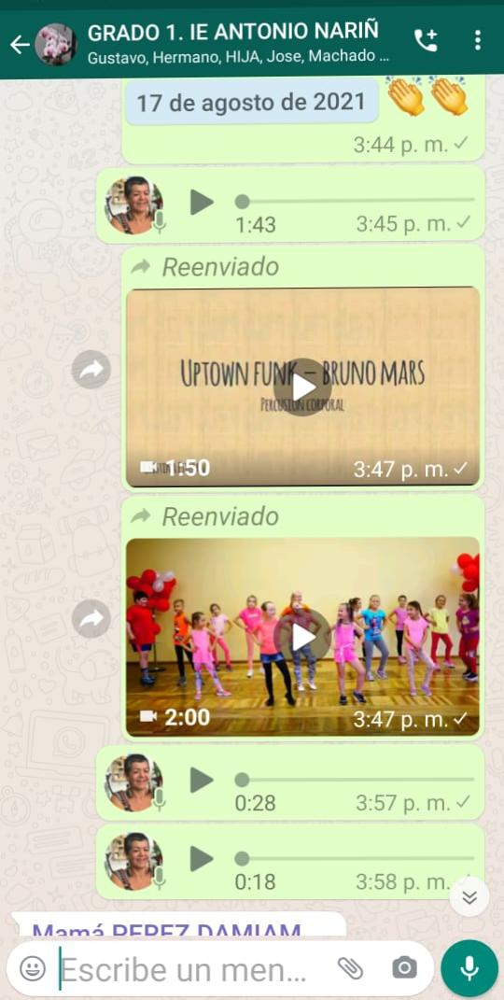 GRADO 1. IE ANTONIO NARIÑ
Gustavo, Hermano, HIJA, Jose, Machado ...
17 de agosto de 2021
3:44 p. m.
1:43
3:45 p. m.
Reenviado
UPTOWN FUNK – BRUNO MARS
PERCUSIÓN CORPORAL
1:50
3:47 p. m.
Reenviado
2:00
3:47 p. m.
0:28
3:57 p. m.
0:18
3:58 p. m.
Mamá PEREZ DAMIAM
Escribe un men...